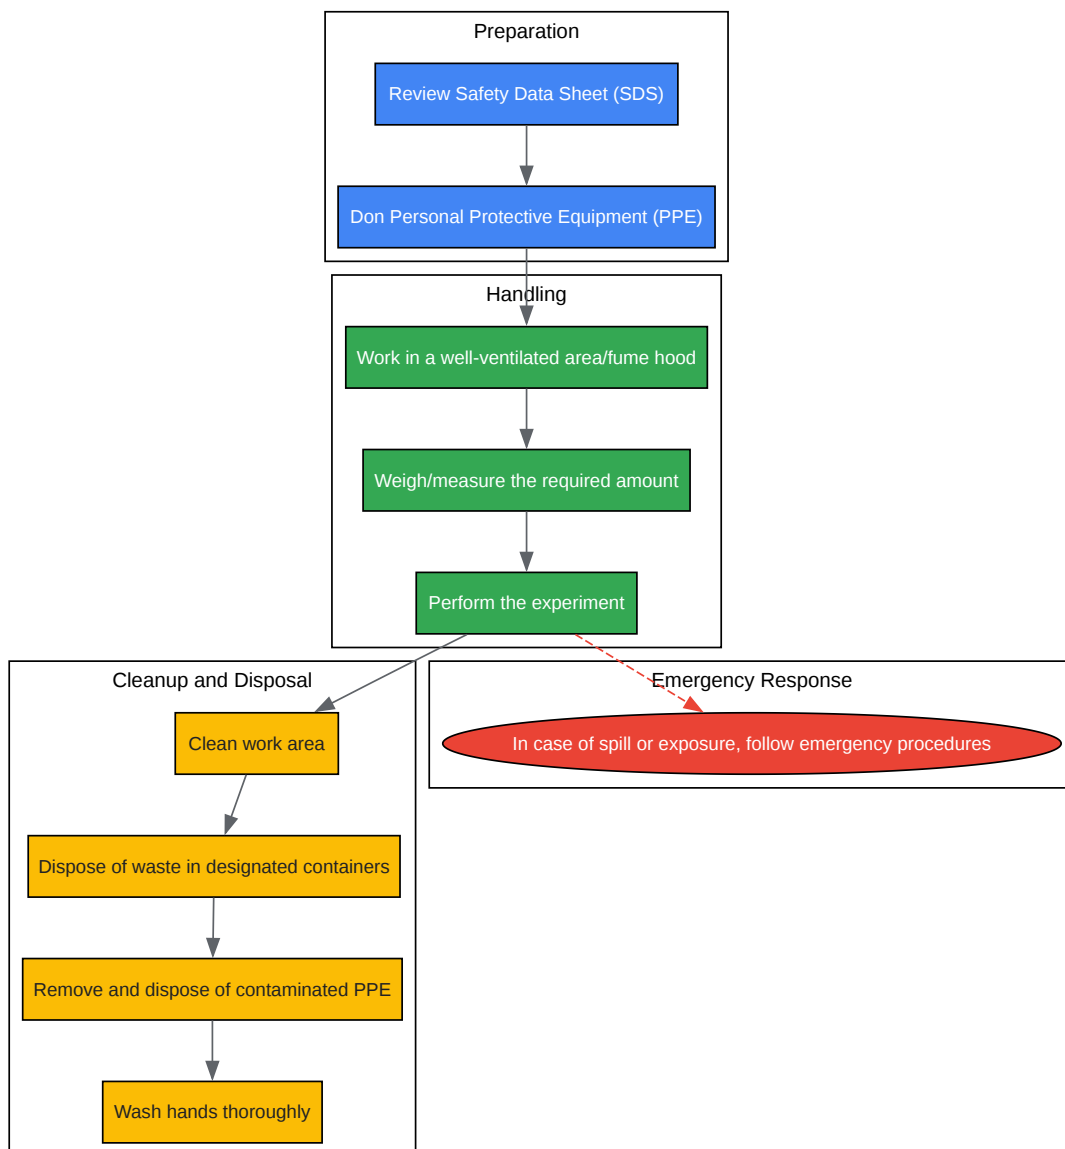 Preparation
Review Safety Data Sheet (SDS)
Don Personal Protective Equipment (PPE)
Handling
Work in a well-ventilated area/fume hood
Weigh/measure the required amount
Perform the experiment
Cleanup and Disposal
Clean work area
Dispose of waste in designated containers
Remove and dispose of contaminated PPE
Wash hands thoroughly
Emergency Response
In case of spill or exposure, follow emergency procedures